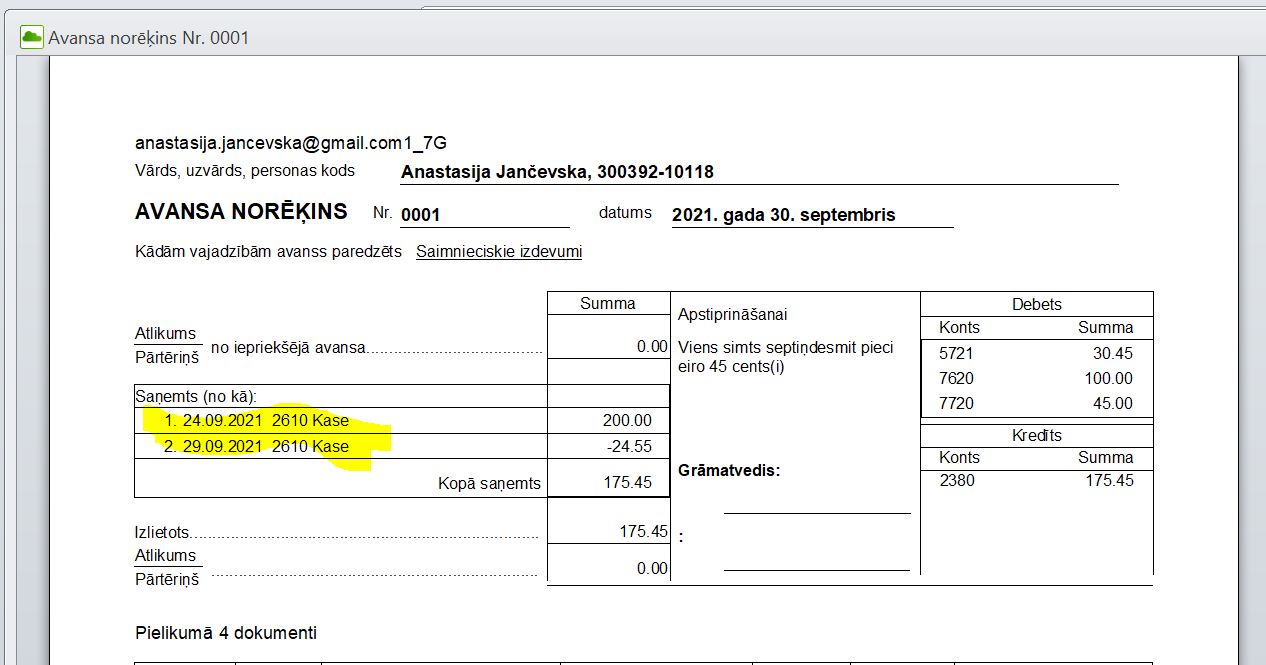 Avansa norēķins Nr. 0001
anastasija.jancevska@gmail.com1_7G
Vārds, uzvārds, personas kods Anastasija Jančevska, 300392-10118
AVANSA NORĒĶINS Nr. 0001 datums 2021. gada 30. septembris
Kādām vajadzībām avanss paredzēts Saimnieciskie izdevumi
Summa
Atlikums
Pārtēriņš
no iepriekšējā avansa 0.00
Saņemts (no kā):
1. 24.09.2021 2610 Kase 200.00
2. 29.09.2021 2610 Kase -24.55
Kopā saņemts 175.45
Izlietots 175.45
Atlikums
Pārtēriņš
0.00
Apstiprināšanai
Viens simts septiņdesmit pieci
eiro 45 cents(i)
Grāmatvedis:
:
Debets
Konts Summa
5721 30.45
7620 100.00
7720 45.00
Kredīts
Konts Summa
2380 175.45
Pielikumā 4 dokumenti